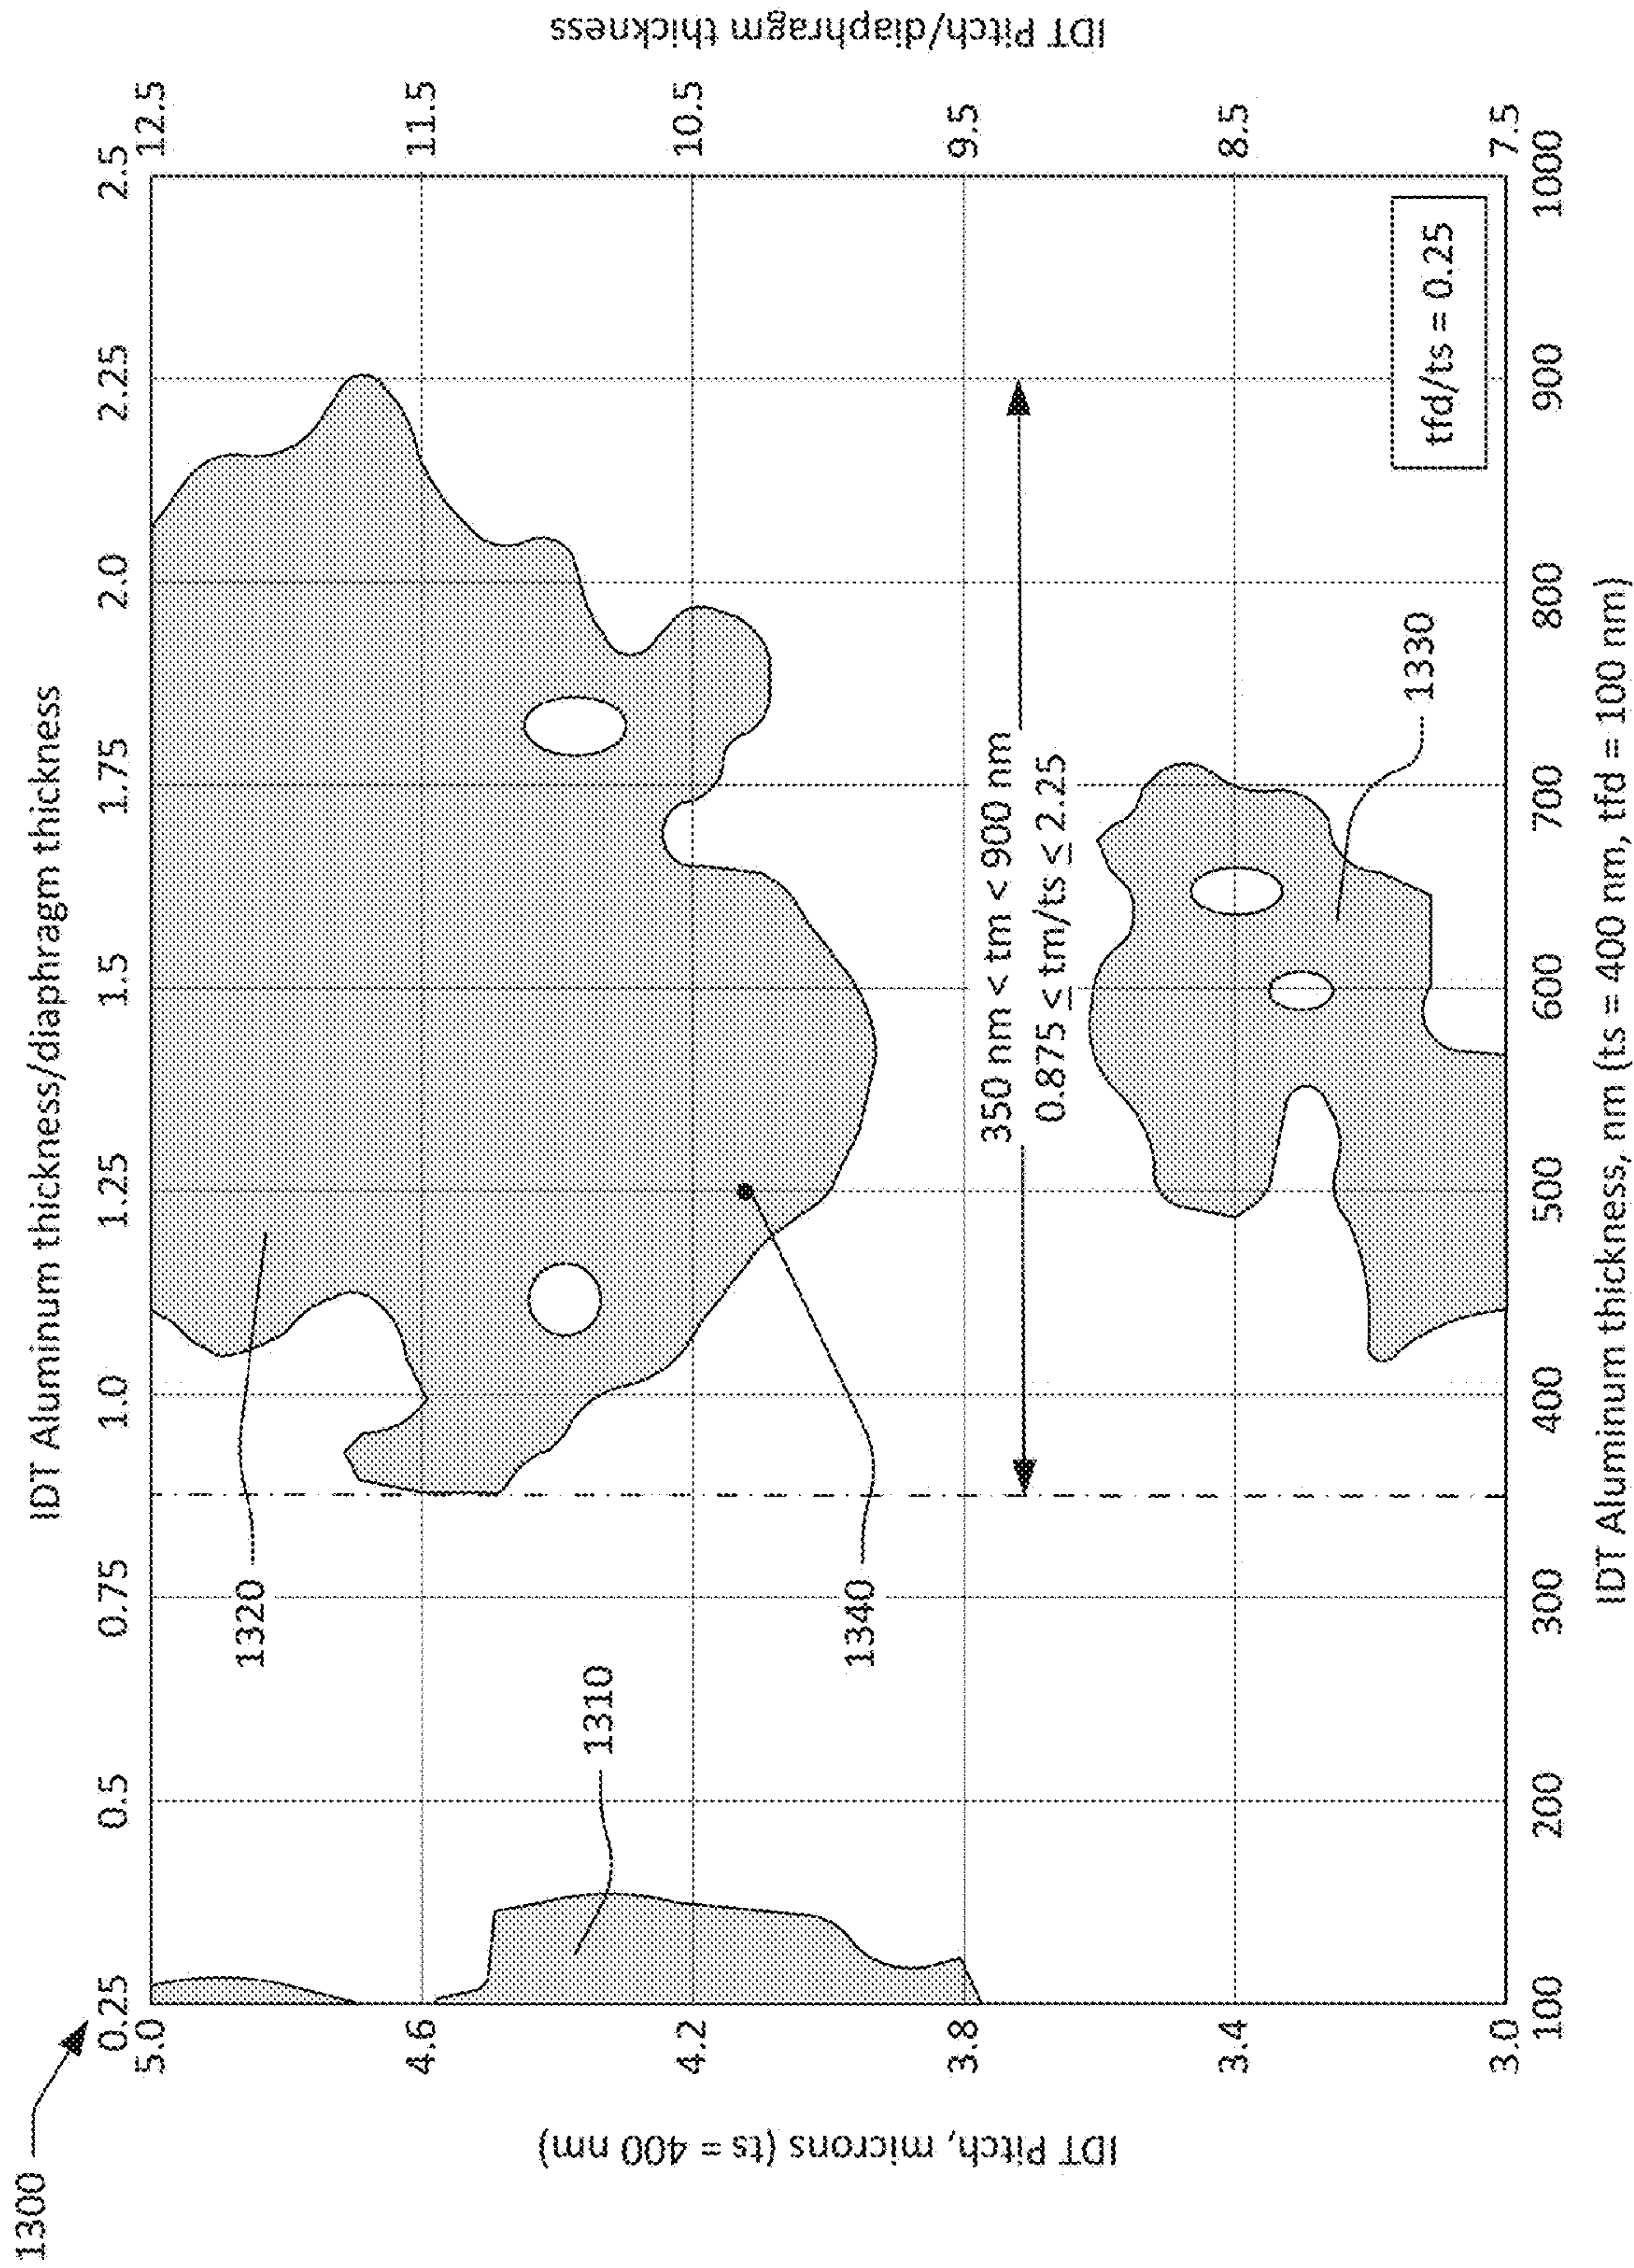 1300
IDT Aluminum thickness/diaphragm thickness
0.25 0.5 0.75 1.0 1.25 1.5 1.75 2.0 2.25 2.5
IDT Pitch, microns (ts = 400 nm)
5.0
4.6
4.2
3.8
3.4
3.0
IDT Pitch/diaphragm thickness
12.5
11.5
10.5
9.5
8.5
7.5
1320
1310
1340
350 nm < tm < 900 nm
0.875 ≤ tm/ts ≤ 2.25
1330
tfd/ts = 0.25
100 200 300 400 500 600 700 800 900 1000
IDT Aluminum thickness, nm (ts = 400 nm, tfd = 100 nm)